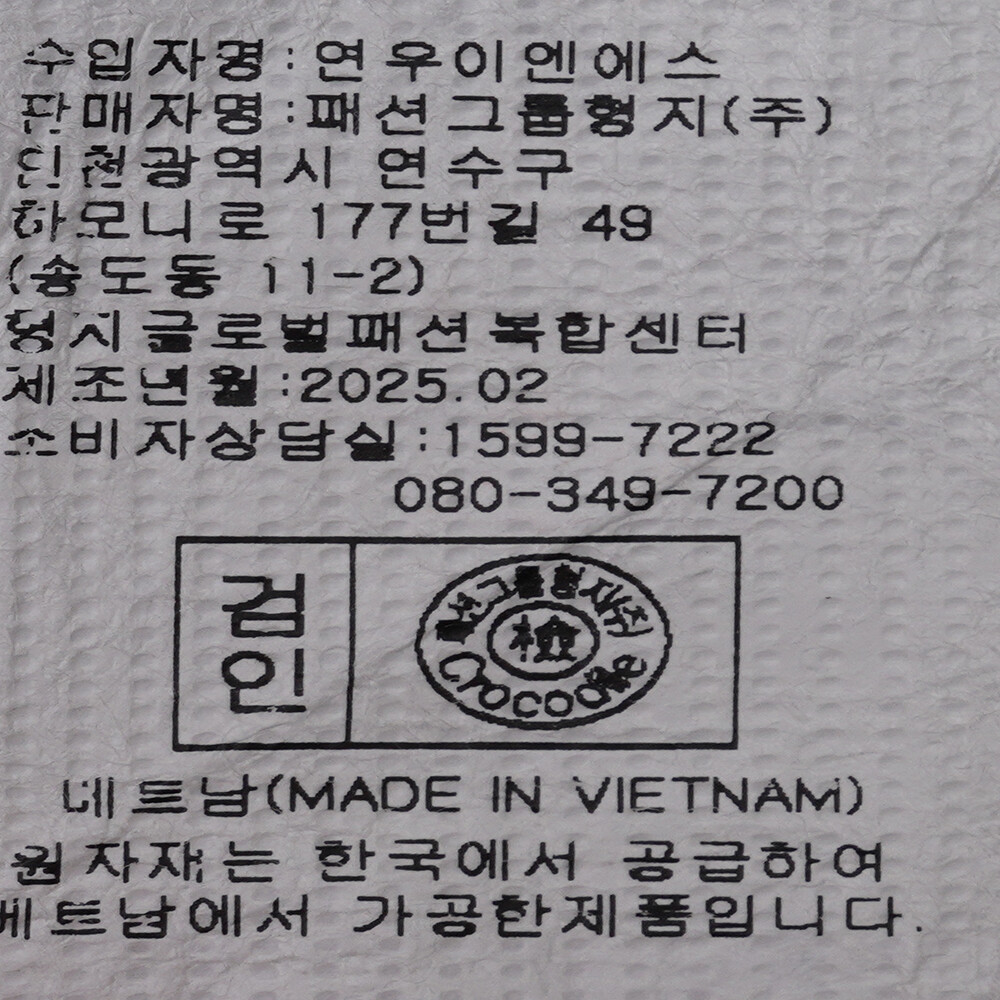 수입자명:연우이엔에스
판매자명:패션그룹형지(주)
인천광역시 연수구
하모니로 177번길 49
(송도동 11-2)
형지글로벌패션복합센터
제조년월:2025.02
소비자상담실:1599-7222
080-349-7200
검인
패션그룹형지(주)
檢
Crocodile
베트남(MADE IN VIETNAM)
원자재는 한국에서 공급하여
베트남에서 가공한제품입니다.